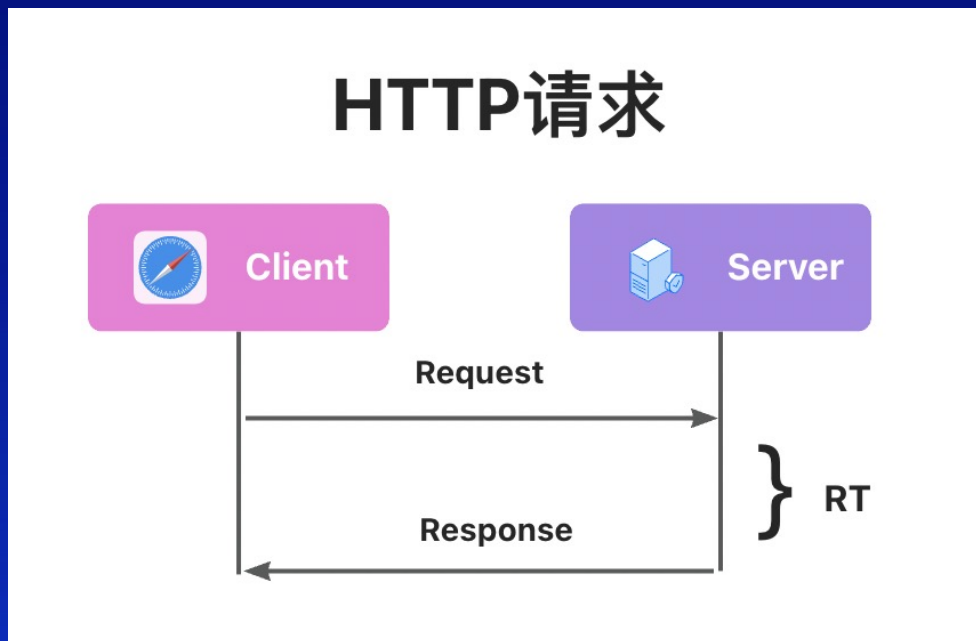 HTTP请求
Client
Server
Request
} RT
Response